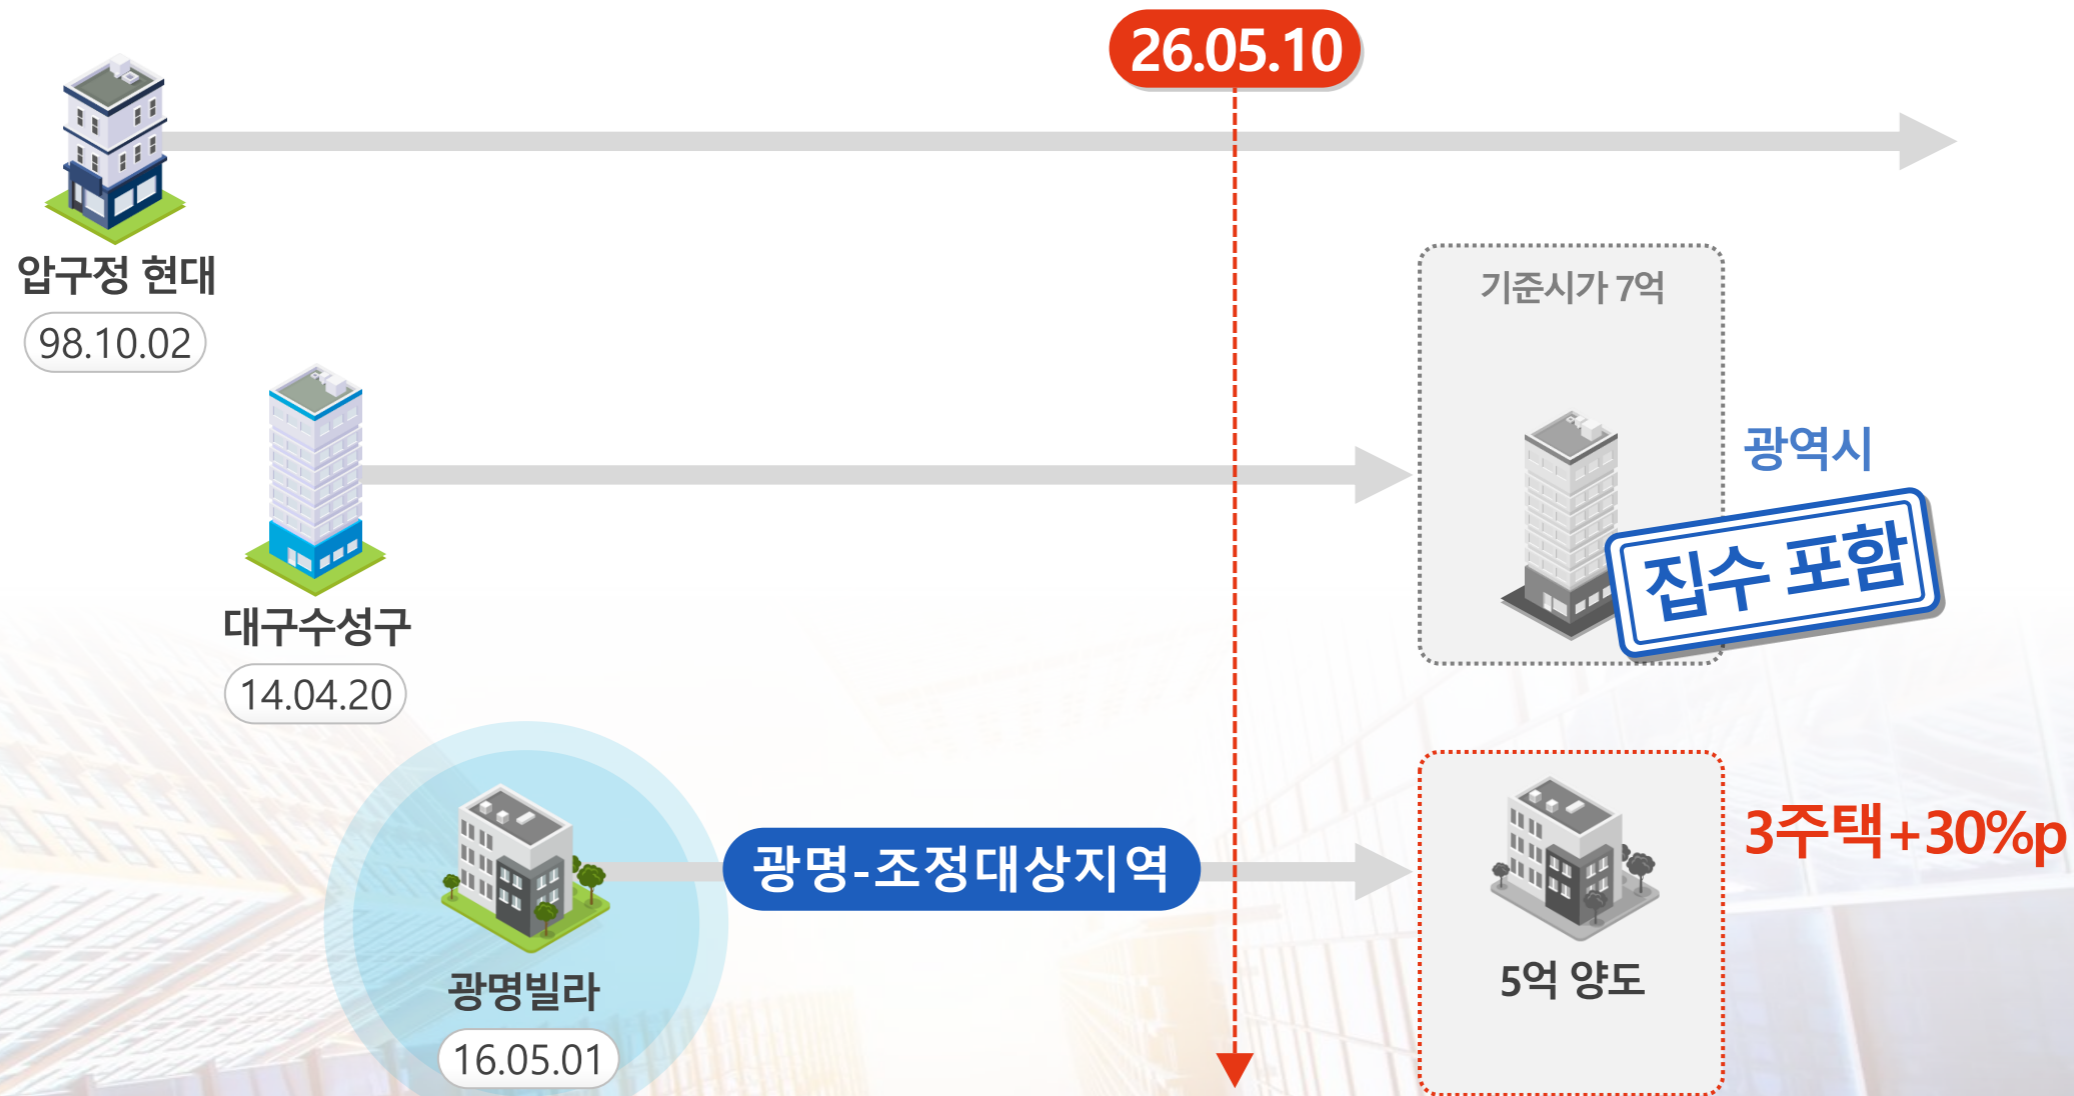 26.05.10
압구정 현대
98.10.02
기준시가 7억
광역시
집수 포함
대구수성구
14.04.20
광명-조정대상지역
3주택+30%p
광명빌라
16.05.01
5억 양도